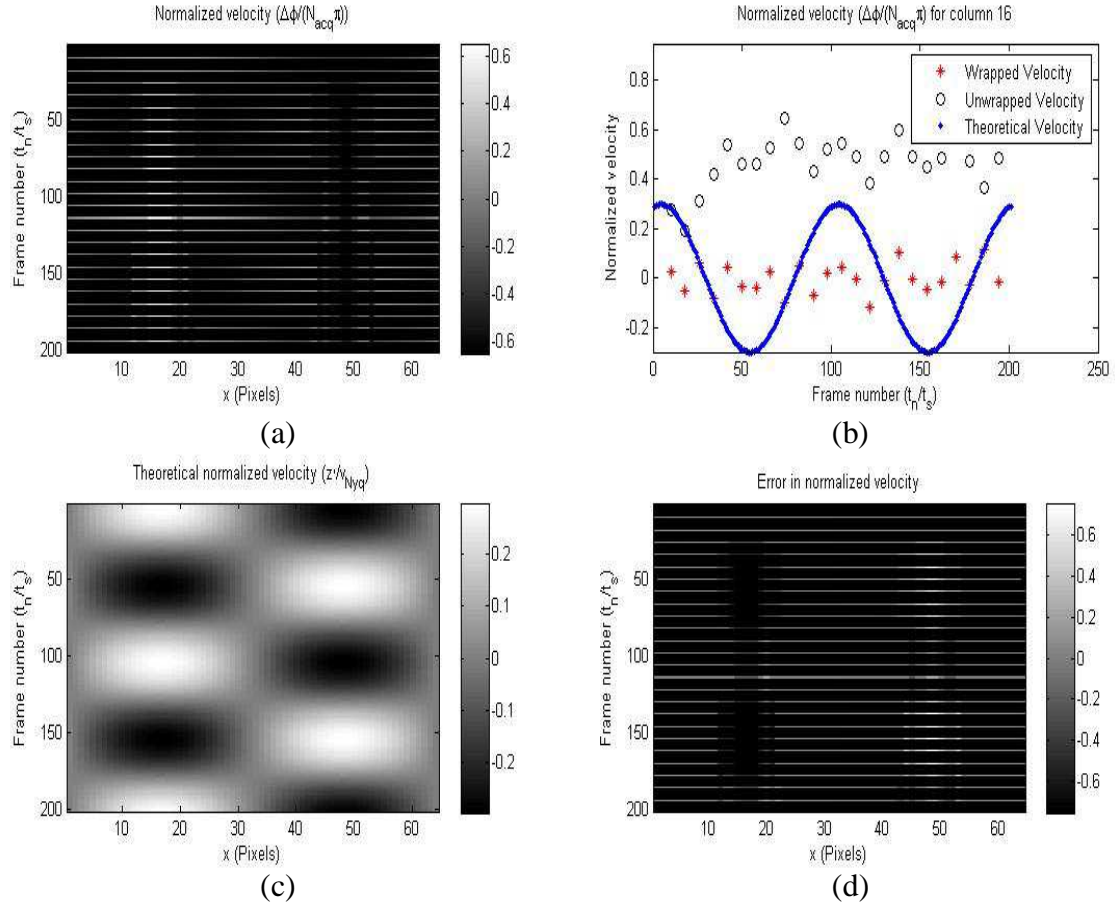 Normalized velocity (Δϕ/(N_acq π))
Frame number (t_n/t_s)
50
100
150
200
10 20 30 40 50 60
x (Pixels)
0.6
0.4
0.2
0
-0.2
-0.4
-0.6
(a)
Normalized velocity (Δϕ/(N_acq π) for column 16
Normalized velocity
0.8
0.6
0.4
0.2
0
-0.2
0 50 100 150 200 250
Frame number (t_n/t_s)
Wrapped Velocity
Unwrapped Velocity
Theoretical Velocity
(b)
Theoretical normalized velocity (z'/v_Nyq)
Frame number (t_n/t_s)
50
100
150
200
10 20 30 40 50 60
x (Pixels)
0.2
0.1
0
-0.1
-0.2
(c)
Error in normalized velocity
Frame number (t_n/t_s)
50
100
150
200
10 20 30 40 50 60
x (Pixels)
0.6
0.4
0.2
0
-0.2
-0.4
-0.6
(d)